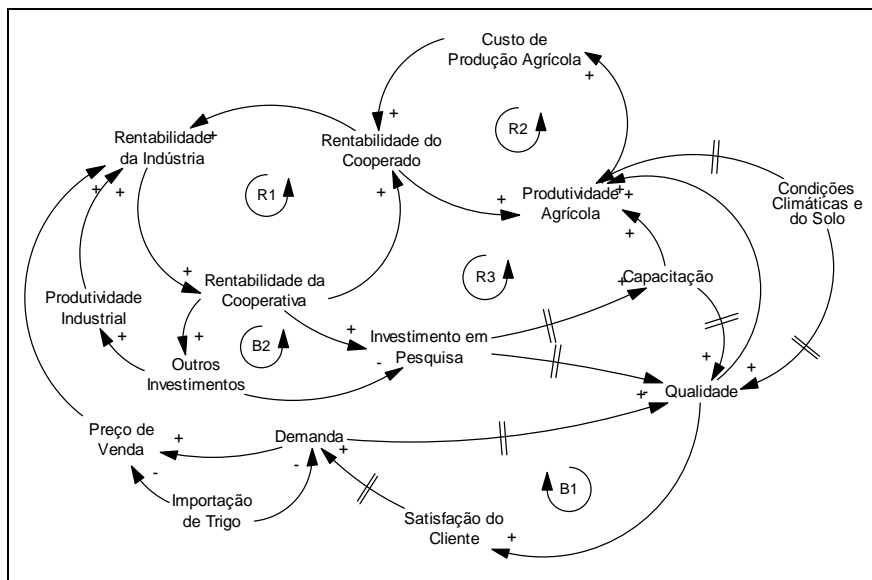 Custo de
Produção Agrícola
+
+
R2
Rentabilidade
da Indústria
+
Rentabilidade do
Cooperado
+
+
+
R1
+
Produtividade
Agrícola
+
+
+
+
Condições
Climáticas e
do Solo
R3
Capacitação
+
+
Rentabilidade da
Cooperativa
Produtividade
Industrial
+
+
B2
+
Investimento em
Pesquisa
-
Outros
Investimentos
+
+
+
-
Qualidade
Preço de
Venda
+
-
Demanda
+
-
Importação
de Trigo
B1
Satisfação do
Cliente
+